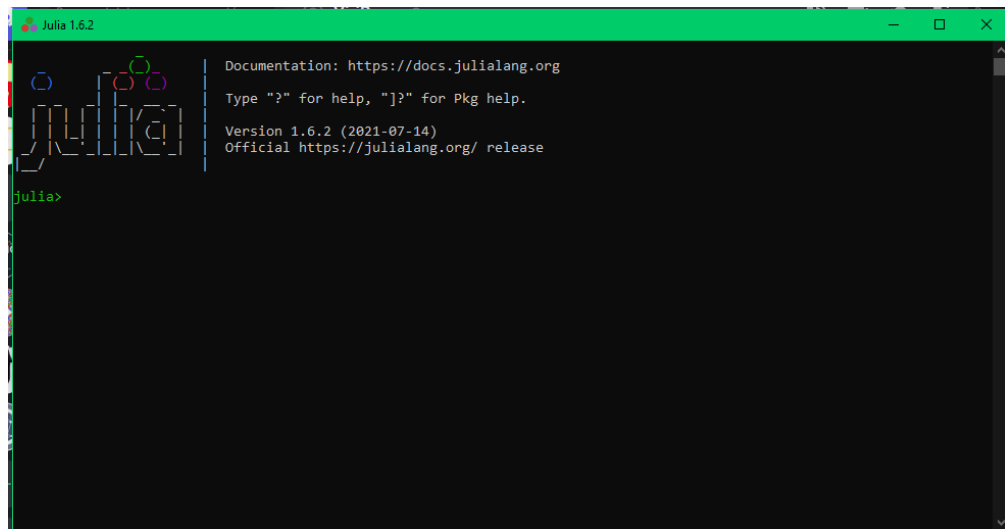 Julia 1.6.2
Documentation: https://docs.julialang.org
Type "?" for help, "]?" for Pkg help.
Version 1.6.2 (2021-07-14)
Official https://julialang.org/ release
julia
julia>